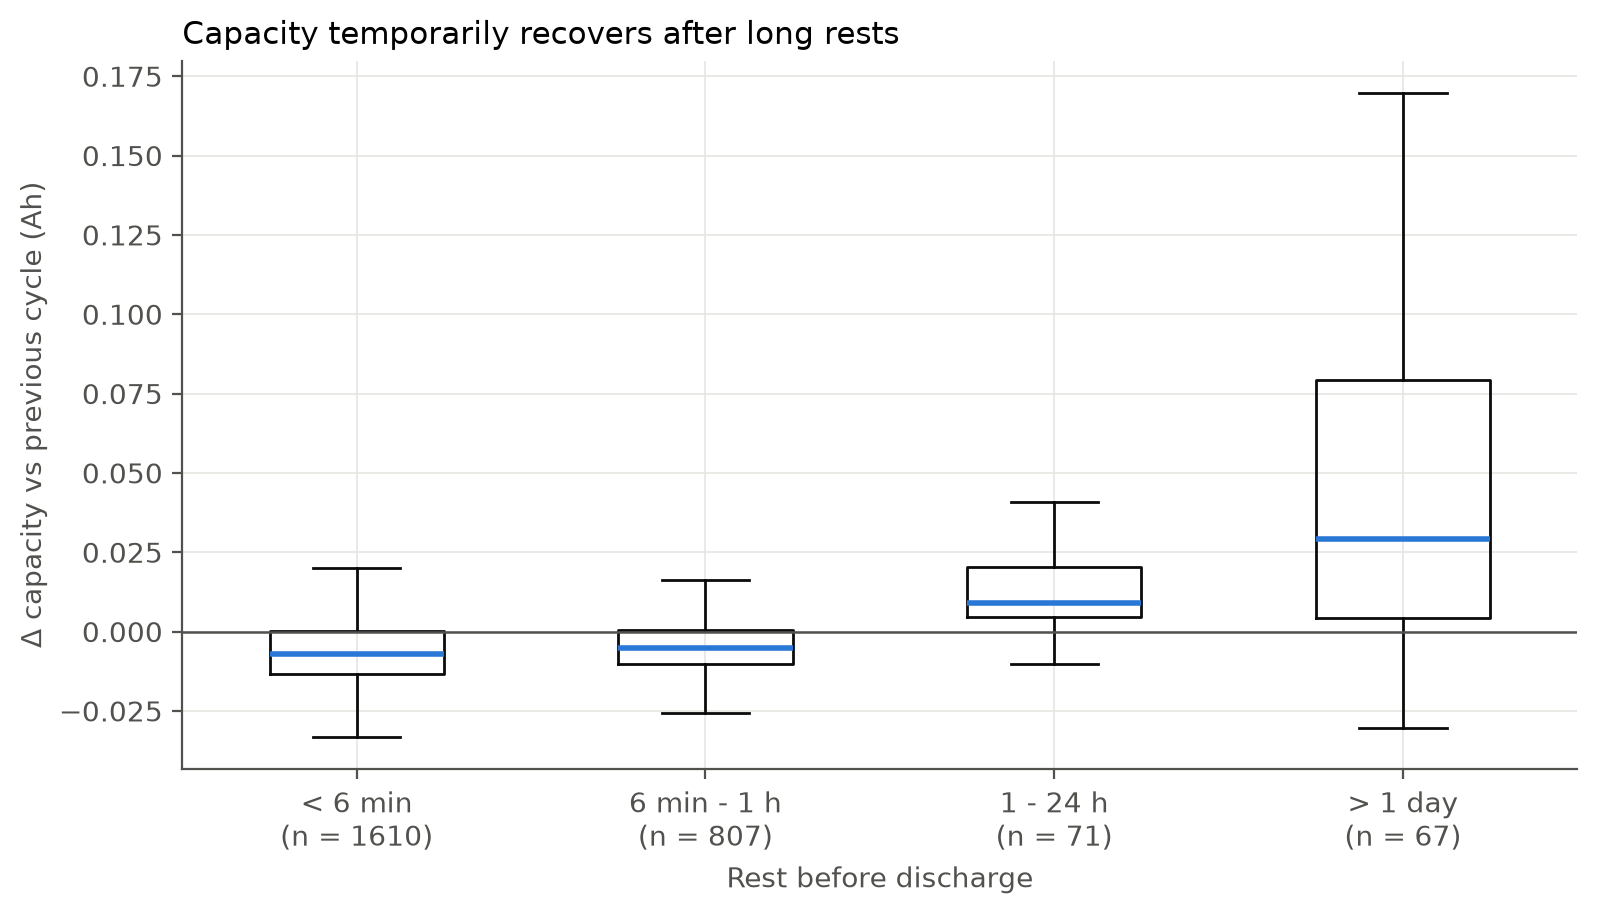 Capacity temporarily recovers after long rests
Δ capacity vs previous cycle (Ah)
0.175
0.150
0.125
0.100
0.075
0.050
0.025
0.000
−0.025
< 6 min
(n = 1610)
6 min - 1 h
(n = 807)
1 - 24 h
(n = 71)
> 1 day
(n = 67)
Rest before discharge